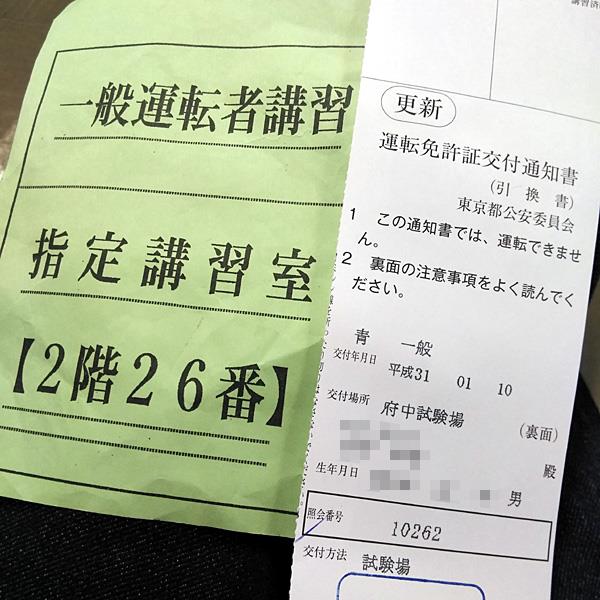 一般運転者講習
指定講習室
【2階26番】
更新
運転免許証交付通知書
（引換書）
東京都公安委員会
1 この通知書では、運転できませ
ん。
2 裏面の注意事項をよく読んでく
ださい。
青 一般
交付年月日 平成31 01 10
交付場所 府中試験場
（裏面）
殿
生年月日 男
照会番号 10262
交付方法 試験場